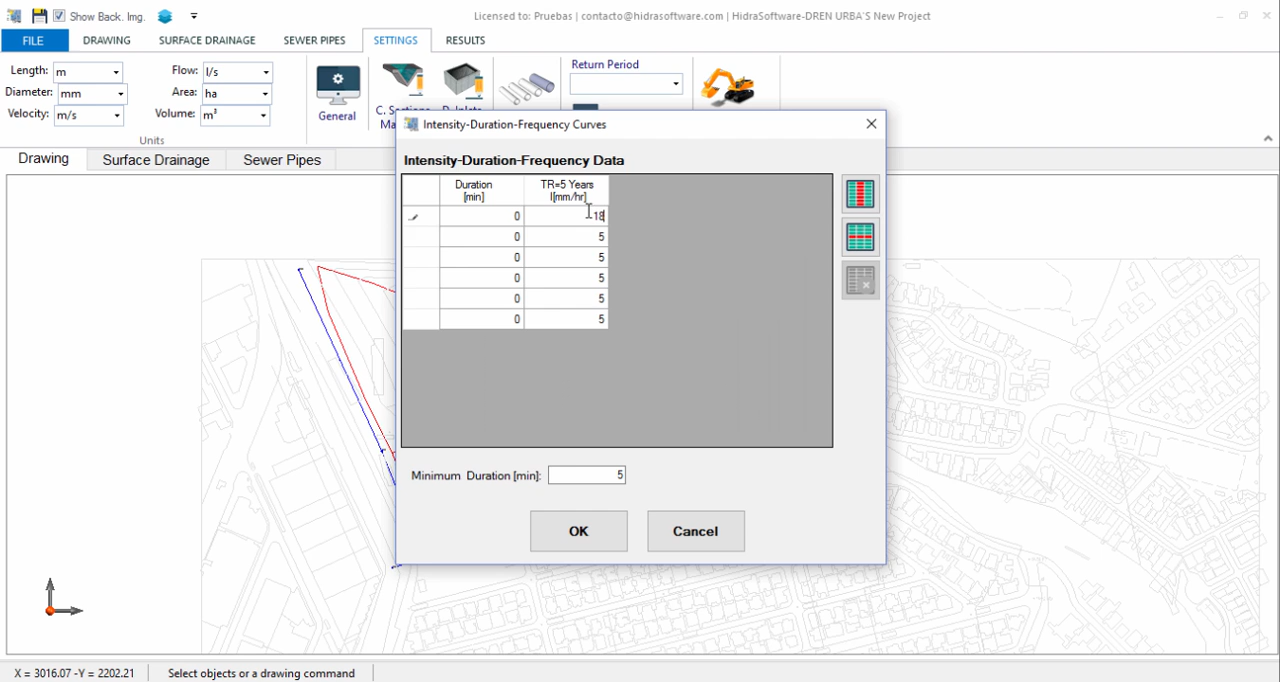 Show Back. Img.
Licensed to: Pruebas | contacto@hidrasoftware.com | HidraSoftware-DREN URBA'S New Project
FILE DRAWING SURFACE DRAINAGE SEWER PIPES SETTINGS RESULTS
Length: m Flow: l/s
Diameter: mm Area: ha
Velocity: m/s Volume: m³
Units
General
C. Sections
D. Inlets
Return Period
Drawing Surface Drainage Sewer Pipes
Intensity-Duration-Frequency Curves
Intensity-Duration-Frequency Data
Duration [min] TR=5 Years I[mm/hr]
0 18
0 5
0 5
0 5
0 5
0 5
Minimum Duration [min]: 5
OK Cancel
X = 3016.07 -Y = 2202.21 Select objects or a drawing command